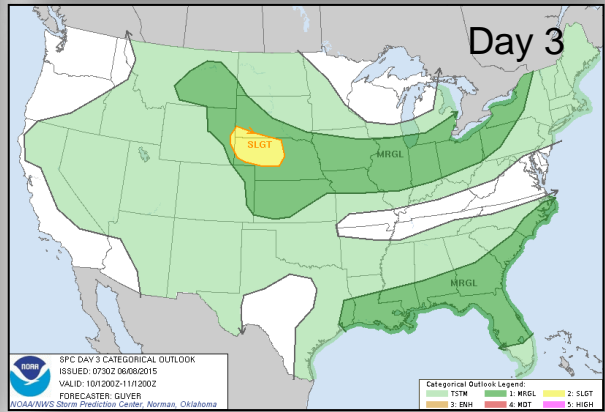 Day 3
SLGT
MRGL
MRGL
NOAA
SPC DAY 3 CATEGORICAL OUTLOOK
ISSUED: 0730Z 06/08/2015
VALID: 10/1200Z-11/1200Z
FORECASTER: GUYER
NOAA/NWS Storm Prediction Center, Norman, Oklahoma
Categorical Outlook Legend:
TSTM 1: MRGL 2: SLGT
3: ENH 4: MDT 5: HIGH